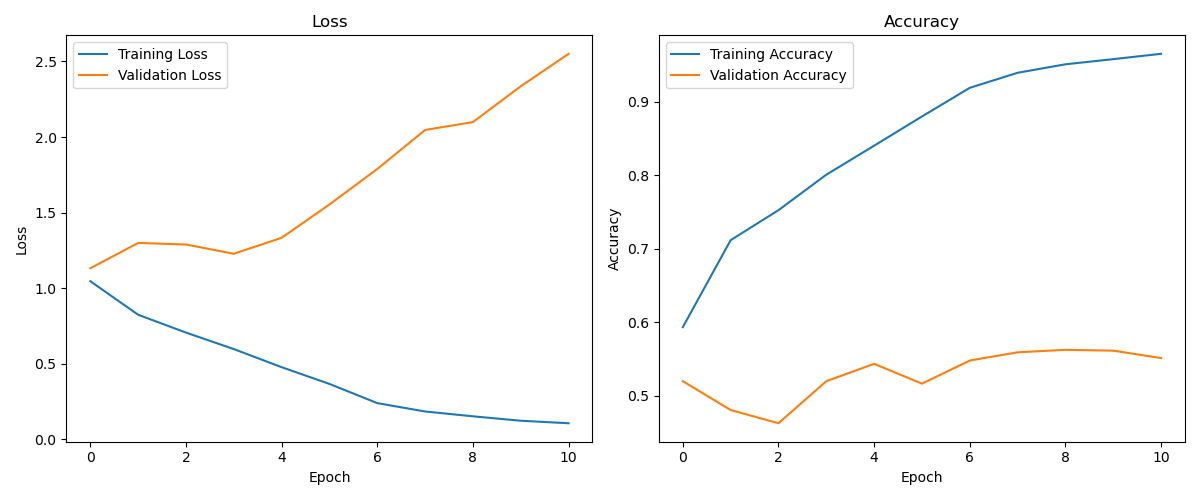 Loss
Training Loss
Validation Loss
2.5
2.0
1.5
1.0
0.5
0.0
Loss
0 2 4 6 8 10
Epoch
Accuracy
Training Accuracy
Validation Accuracy
0.9
0.8
0.7
0.6
0.5
Accuracy
0 2 4 6 8 10
Epoch